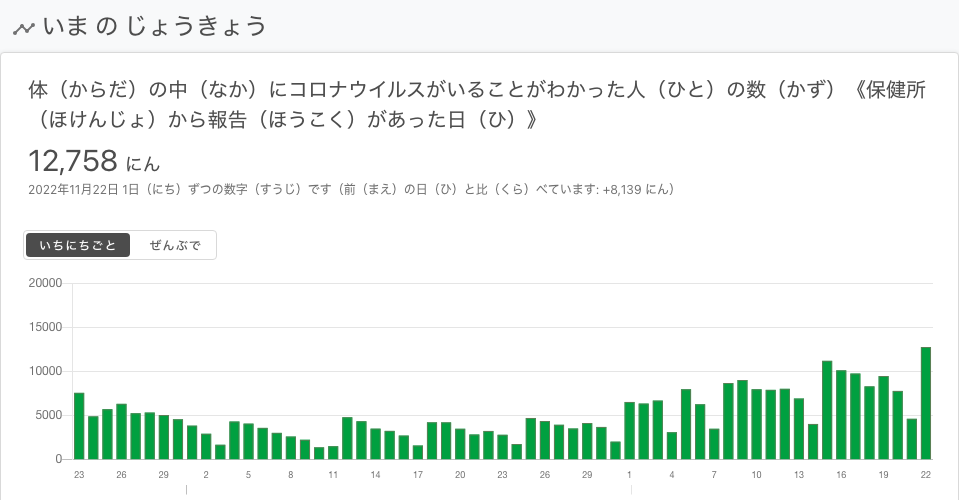 いま の じょうきょう
体（からだ）の中（なか）にコロナウイルスがいることがわかった人（ひと）の数（かず）《保健所
（ほけんじょ）から報告（ほうこく）があった日（ひ）》
12,758 にん
2022年11月22日 1日（にち）ずつの数字（すうじ）です（前（まえ）の日（ひ）と比（くら）べています: +8,139 にん）
いちにちごと ぜんぶで
20000
15000
10000
5000
0
23 26 29 2 5 8 11 14 17 20 23 26 29 1 4 7 10 13 16 19 22